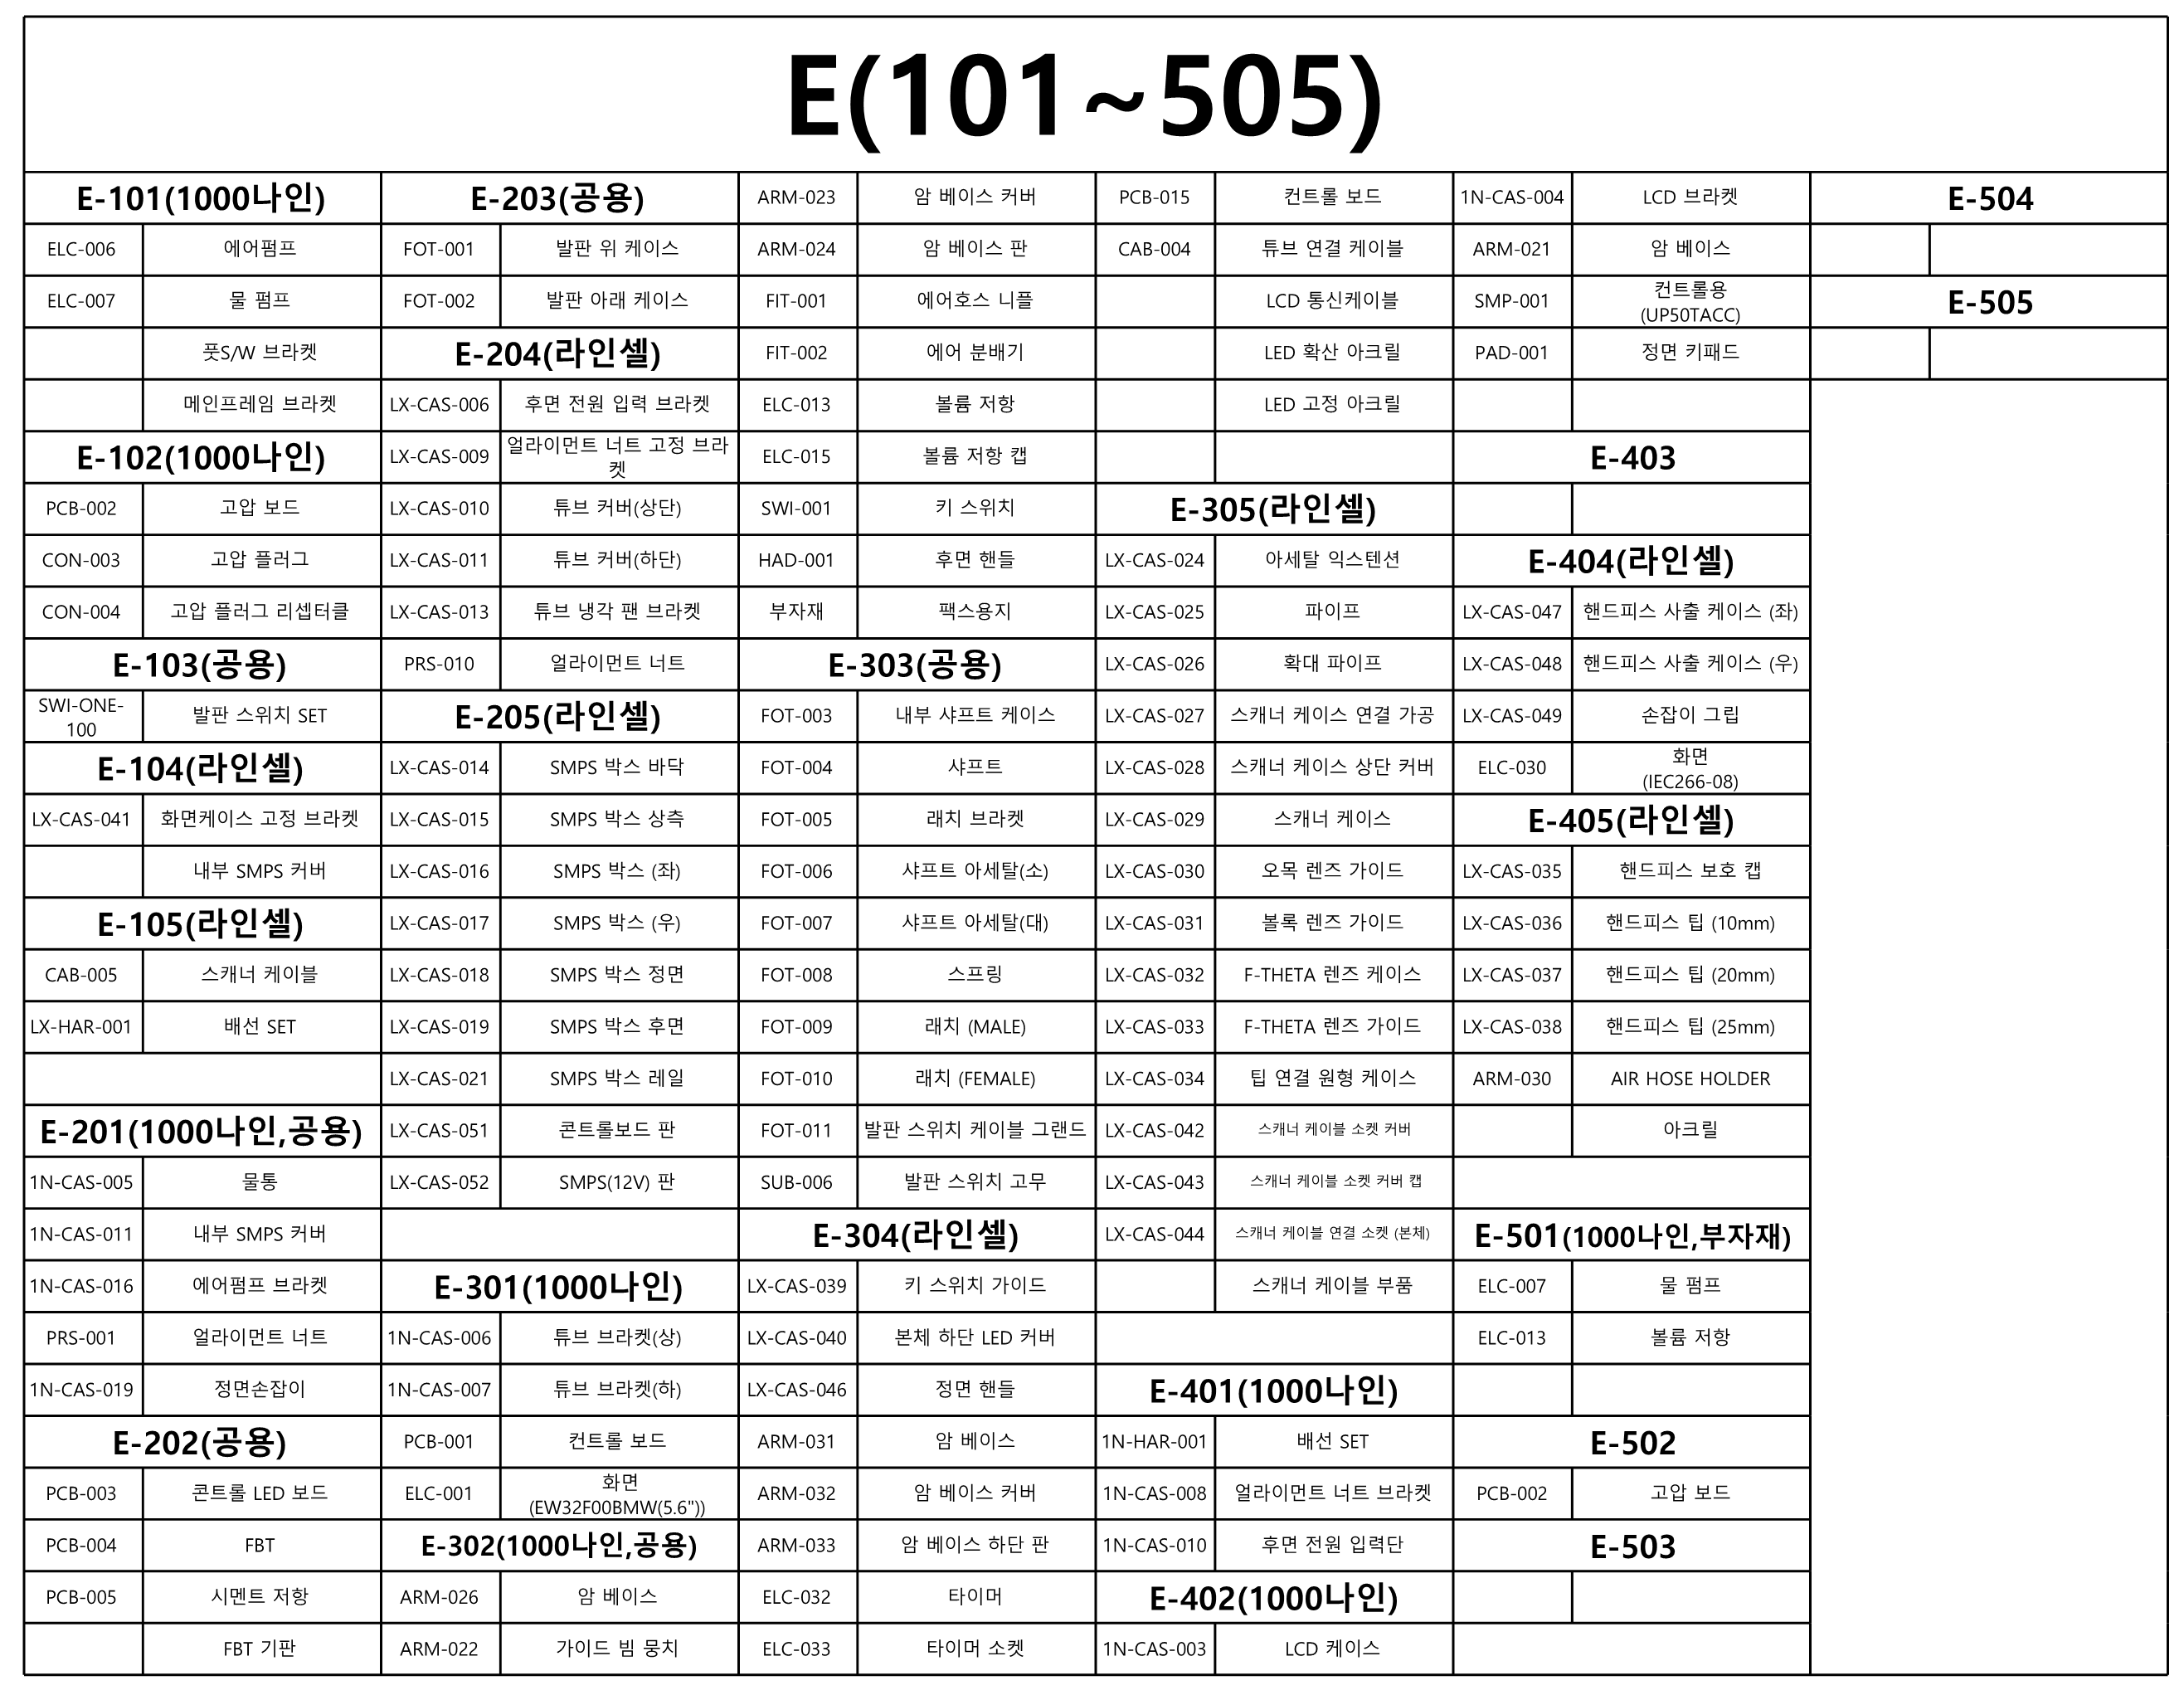 E(101~505)
E-101(1000나인)
ELC-006 에어펌프
ELC-007 물 펌프
풋S/W 브라켓
메인프레임 브라켓
E-102(1000나인)
PCB-002 고압 보드
CON-003 고압 플러그
CON-004 고압 플러그 리셉터클
E-103(공용)
SWI-ONE-
100
발판 스위치 SET
E-104(라인셀)
LX-CAS-041 화면케이스 고정 브라켓
내부 SMPS 커버
E-105(라인셀)
CAB-005 스캐너 케이블
LX-HAR-001 배선 SET
E-201(1000나인,공용)
1N-CAS-005 물통
1N-CAS-011 내부 SMPS 커버
1N-CAS-016 에어펌프 브라켓
PRS-001 얼라이먼트 너트
1N-CAS-019 정면손잡이
E-202(공용)
PCB-003 콘트롤 LED 보드
PCB-004 FBT
PCB-005 시멘트 저항
FBT 기판
E-203(공용)
FOT-001 발판 위 케이스
FOT-002 발판 아래 케이스
E-204(라인셀)
LX-CAS-006 후면 전원 입력 브라켓
LX-CAS-009 얼라이먼트 너트 고정 브라
켓
LX-CAS-010 튜브 커버(상단)
LX-CAS-011 튜브 커버(하단)
LX-CAS-013 튜브 냉각 팬 브라켓
PRS-010 얼라이먼트 너트
E-205(라인셀)
LX-CAS-014 SMPS 박스 바닥
LX-CAS-015 SMPS 박스 상측
LX-CAS-016 SMPS 박스 (좌)
LX-CAS-017 SMPS 박스 (우)
LX-CAS-018 SMPS 박스 정면
LX-CAS-019 SMPS 박스 후면
LX-CAS-021 SMPS 박스 레일
LX-CAS-051 콘트롤보드 판
LX-CAS-052 SMPS(12V) 판
E-301(1000나인)
1N-CAS-006 튜브 브라켓(상)
1N-CAS-007 튜브 브라켓(하)
PCB-001 컨트롤 보드
ELC-001 화면
(EW32F00BMW(5.6"))
E-302(1000나인,공용)
ARM-026 암 베이스
ARM-022 가이드 빔 뭉치
ARM-023 암 베이스 커버
ARM-024 암 베이스 판
FIT-001 에어호스 니플
FIT-002 에어 분배기
ELC-013 볼륨 저항
ELC-015 볼륨 저항 캡
SWI-001 키 스위치
HAD-001 후면 핸들
부자재 팩스용지
E-303(공용)
FOT-003 내부 샤프트 케이스
FOT-004 샤프트
FOT-005 래치 브라켓
FOT-006 샤프트 아세탈(소)
FOT-007 샤프트 아세탈(대)
FOT-008 스프링
FOT-009 래치 (MALE)
FOT-010 래치 (FEMALE)
FOT-011 발판 스위치 케이블 그랜드
SUB-006 발판 스위치 고무
E-304(라인셀)
LX-CAS-039 키 스위치 가이드
LX-CAS-040 본체 하단 LED 커버
LX-CAS-046 정면 핸들
ARM-031 암 베이스
ARM-032 암 베이스 커버
ARM-033 암 베이스 하단 판
ELC-032 타이머
ELC-033 타이머 소켓
PCB-015 컨트롤 보드
CAB-004 튜브 연결 케이블
LCD 통신케이블
LED 확산 아크릴
LED 고정 아크릴
E-305(라인셀)
LX-CAS-024 아세탈 익스텐션
LX-CAS-025 파이프
LX-CAS-026 확대 파이프
LX-CAS-027 스캐너 케이스 연결 가공
LX-CAS-028 스캐너 케이스 상단 커버
LX-CAS-029 스캐너 케이스
LX-CAS-030 오목 렌즈 가이드
LX-CAS-031 볼록 렌즈 가이드
LX-CAS-032 F-THETA 렌즈 케이스
LX-CAS-033 F-THETA 렌즈 가이드
LX-CAS-034 팁 연결 원형 케이스
LX-CAS-042 스캐너 케이블 소켓 커버
LX-CAS-043 스캐너 케이블 소켓 커버 캡
LX-CAS-044 스캐너 케이블 연결 소켓 (본체)
스캐너 케이블 부품
E-401(1000나인)
1N-HAR-001 배선 SET
1N-CAS-008 얼라이먼트 너트 브라켓
1N-CAS-010 후면 전원 입력단
E-402(1000나인)
1N-CAS-003 LCD 케이스
1N-CAS-004 LCD 브라켓
ARM-021 암 베이스
SMP-001 컨트롤용
(UP50TACC)
PAD-001 정면 키패드
E-403
E-404(라인셀)
LX-CAS-047 핸드피스 사출 케이스 (좌)
LX-CAS-048 핸드피스 사출 케이스 (우)
LX-CAS-049 손잡이 그립
ELC-030 화면
(IEC266-08)
E-405(라인셀)
LX-CAS-035 핸드피스 보호 캡
LX-CAS-036 핸드피스 팁 (10mm)
LX-CAS-037 핸드피스 팁 (20mm)
LX-CAS-038 핸드피스 팁 (25mm)
ARM-030 AIR HOSE HOLDER
아크릴
E-501(1000나인,부자재)
ELC-007 물 펌프
ELC-013 볼륨 저항
E-502
PCB-002 고압 보드
E-503
E-504
E-505